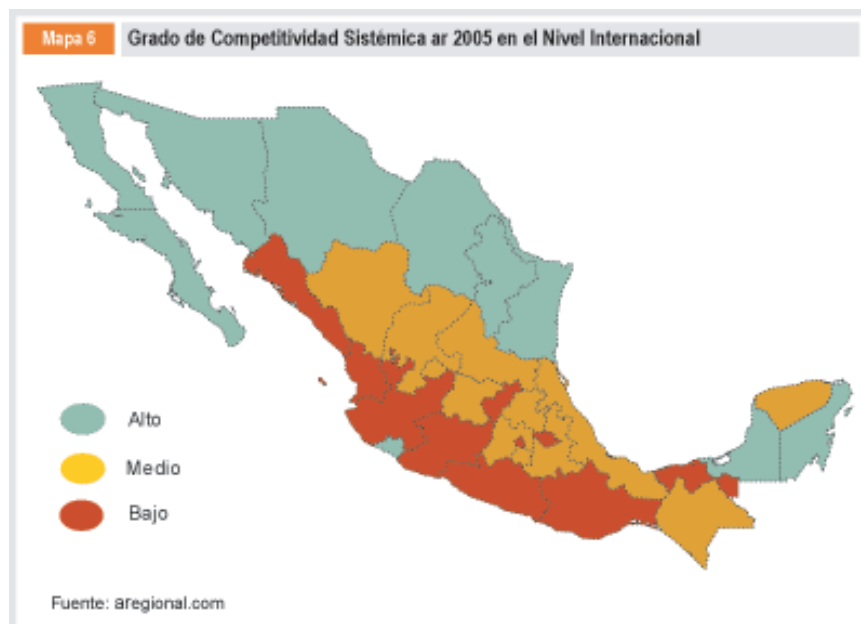 Mapa 6 Grado de Competitividad Sistémica ar 2005 en el Nivel Internacional
Alto
Medio
Bajo
Fuente: aregional.com